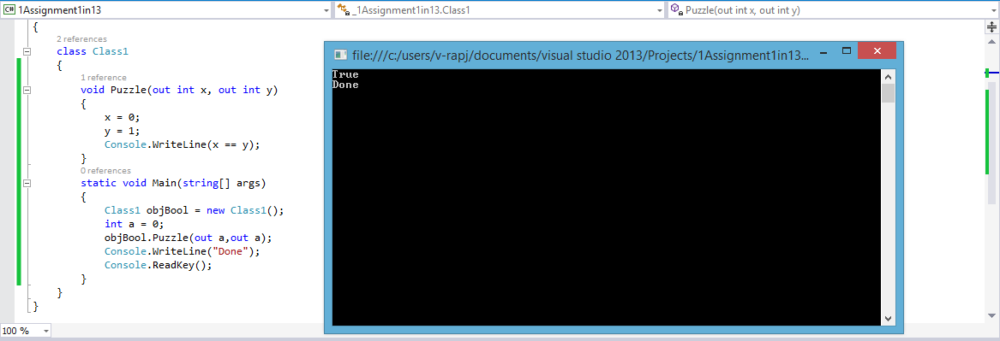 1Assignment1in13
_1Assignment1in13.Class1
Puzzle(out int x, out int y)
{
2 references
class Class1
{
1 reference
void Puzzle(out int x, out int y)
{
x = 0;
y = 1;
Console.WriteLine(x == y);
}
0 references
static void Main(string[] args)
{
Class1 objBool = new Class1();
int a = 0;
objBool.Puzzle(out a,out a);
Console.WriteLine("Done");
Console.ReadKey();
}
}
}
100 %
file:///c:/users/v-rapj/documents/visual studio 2013/Projects/1Assignment1in13...
True
Done